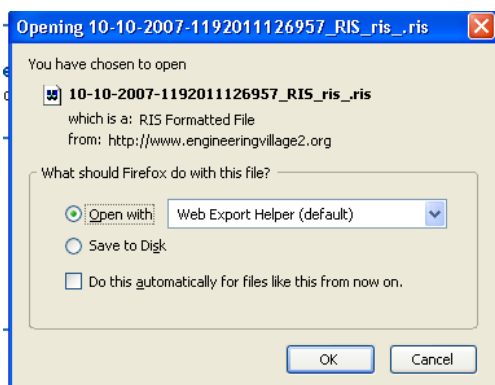 Opening 10-10-2007-1192011126957_RIS_ris_.ris
You have chosen to open
10-10-2007-1192011126957_RIS_ris_.ris
which is a: RIS Formatted File
from: http://www.engineeringvillage2.org
What should Firefox do with this file?
Open with Web Export Helper (default)
Save to Disk
Do this automatically for files like this from now on.
OK Cancel